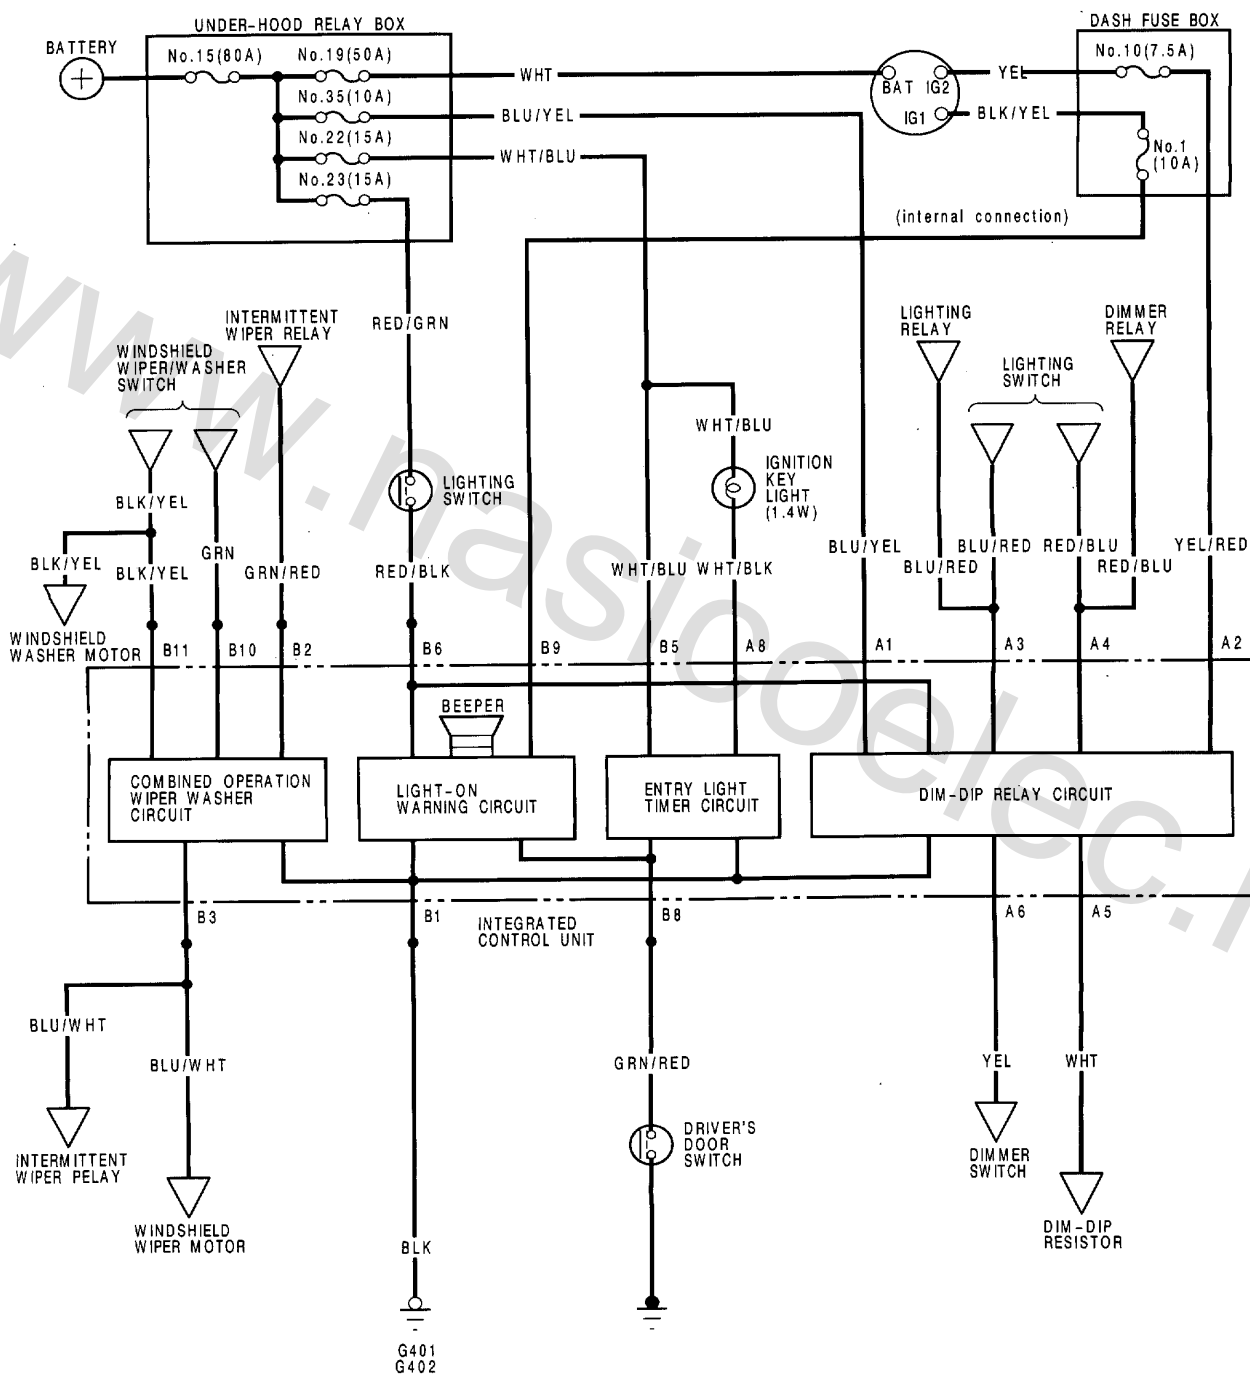 UNDER-HOOD RELAY BOX
DASH FUSE BOX
BATTERY
No.15(80A)
No.19(50A)
No.10(7.5A)
WHT
BAT IG2
YEL
No.35(10A)
BLU/YEL
IG1
BLK/YEL
No.22(15A)
WHT/BLU
No.1
(10A)
No.23(15A)
(internal connection)
INTERMITTENT
WIPER RELAY
RED/GRN
LIGHTING
RELAY
DIMMER
RELAY
WINDSHIELD
WIPER/WASHER
SWITCH
LIGHTING
SWITCH
WHT/BLU
IGNITION
KEY
LIGHT
(1.4W)
LIGHTING
SWITCH
BLK/YEL
GRN
BLK/YEL
BLK/YEL
GRN/RED
RED/BLK
WHT/BLU
WHT/BLK
BLU/YEL
BLU/RED
BLU/RED
RED/BLU
RED/BLU
YEL/RED
WINDSHIELD
WASHER MOTOR
B11
B10
B2
B6
B9
B5
A8
A1
A3
A4
A2
BEEPER
COMBINED OPERATION
WIPER WASHER
CIRCUIT
LIGHT-ON
WARNING CIRCUIT
ENTRY LIGHT
TIMER CIRCUIT
DIM-DIP RELAY CIRCUIT
B3
B1
INTEGRATED
CONTROL UNIT
B8
A6
A5
BLU/WHT
BLU/WHT
GRN/RED
YEL
WHT
DRIVER'S
DOOR
SWITCH
INTERMITTENT
WIPER PELAY
DIMMER
SWITCH
WINDSHIELD
WIPER MOTOR
DIM-DIP
RESISTOR
BLK
G401
G402
www.nasicoelec.